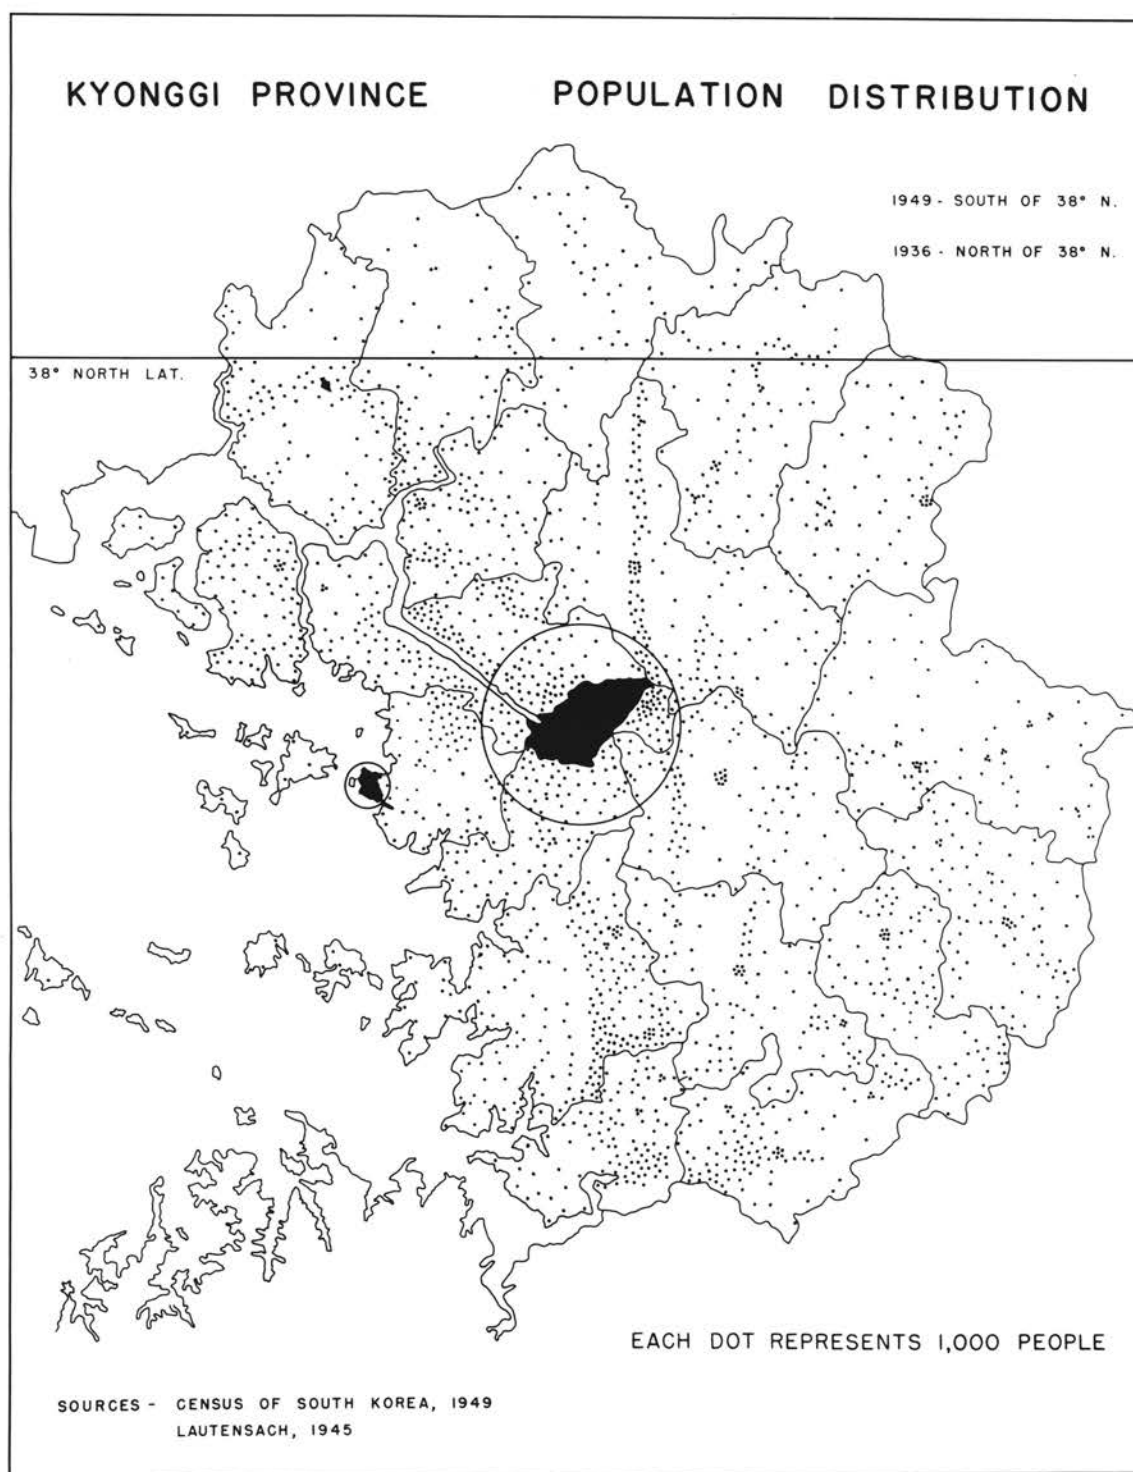 KYONGGI PROVINCE POPULATION DISTRIBUTION
1949 - SOUTH OF 38° N.
1936 - NORTH OF 38° N.
38° NORTH LAT.
EACH DOT REPRESENTS 1,000 PEOPLE
SOURCES - CENSUS OF SOUTH KOREA, 1949
LAUTENSACH, 1945